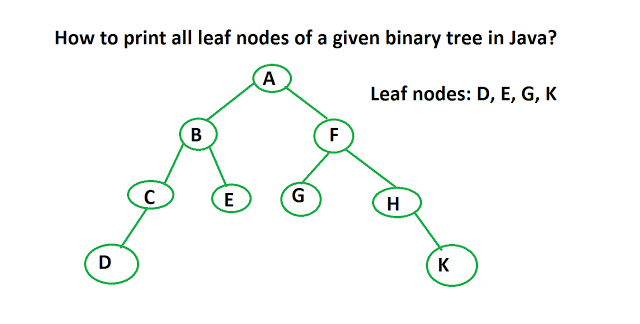 How to print all leaf nodes of a given binary tree in Java?
A
Leaf nodes: D, E, G, K
B
F
C
E
G
H
D
K